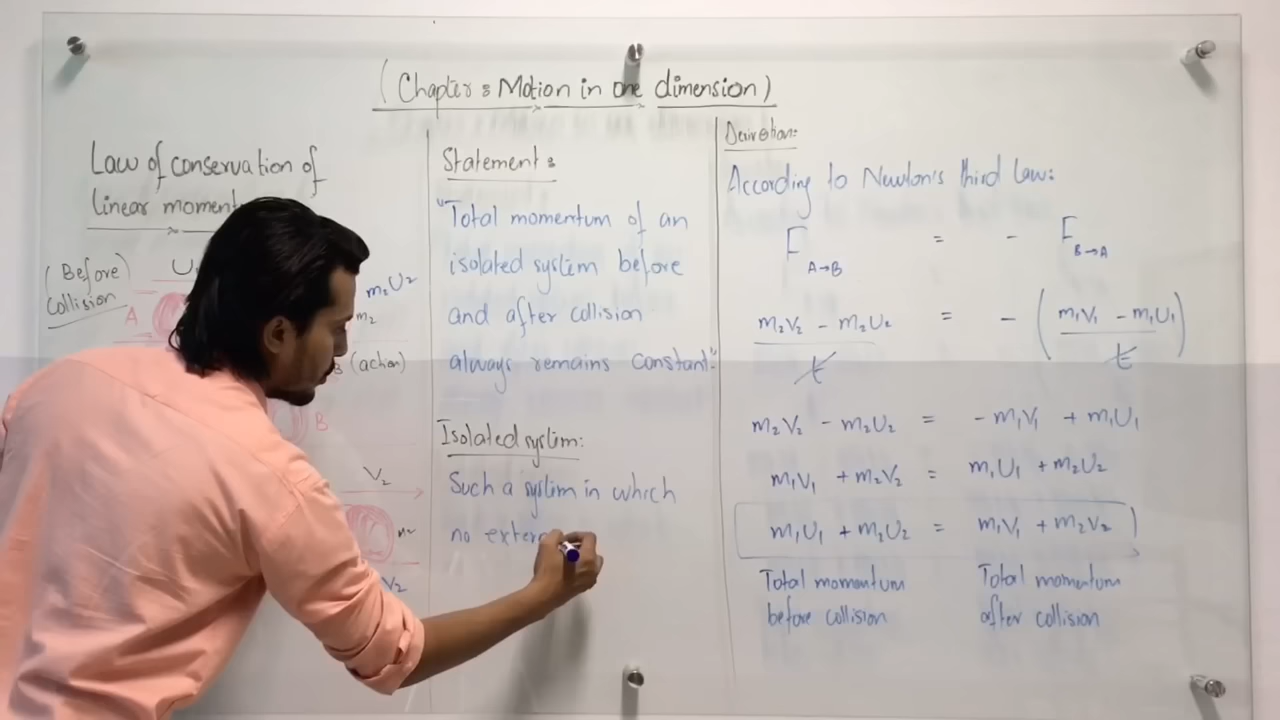 (Chapter : Motion in one dimension)
Law of conservation of
linear
(Before)
collision
A
m₂U₂
m₂
(action)
B
V₂
m₂
V₂
Statement :
"Total momentum of an
isolated system before
and after collision
always remains constant"
Isolated system:
Such a system in which
no
Derivation:
According to Newton's third law:
F A→B = - F B→A
m₂V₂ - m₂U₂ / t = - ( m₁V₁ - m₁U₁ / t )
m₂V₂ - m₂U₂ = - m₁V₁ + m₁U₁
m₁V₁ + m₂V₂ = m₁U₁ + m₂U₂
m₁U₁ + m₂U₂ = m₁V₁ + m₂V₂
Total momentum Total momentum
before collision after collision